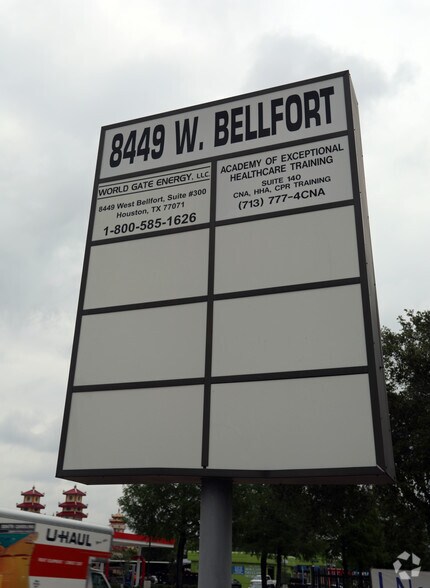 8449 W. BELLFORT
WORLD GATE ENERGY, LLC.
8449 West Bellfort, Suite #300
Houston, TX 77071
1-800-585-1626
ACADEMY OF EXCEPTIONAL
HEALTHCARE TRAINING
SUITE 140
CNA, HHA, CPR TRAINING
(713) 777-4CNA
U-HAUL